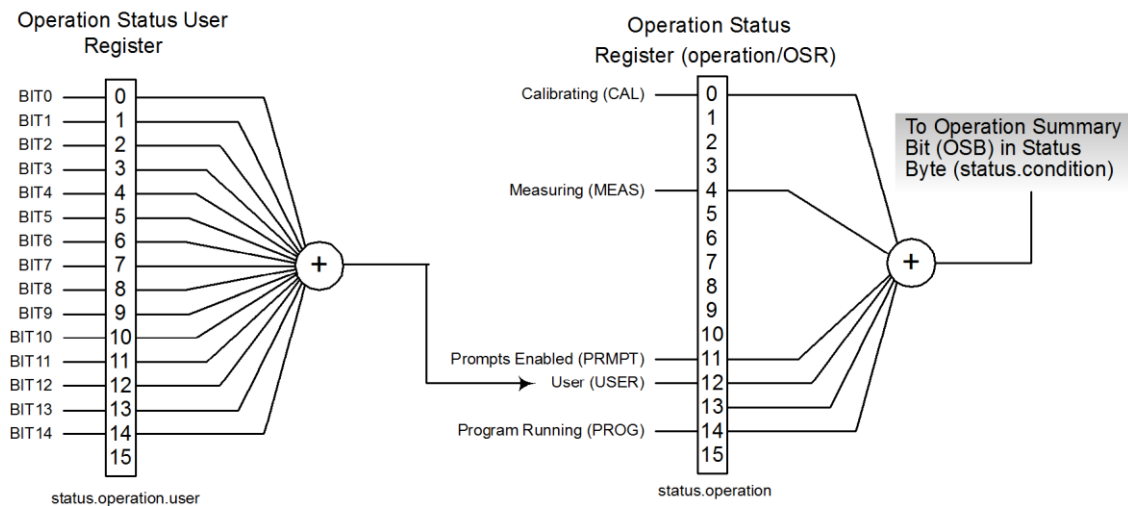 Operation Status User
Register
BIT0
BIT1
BIT2
BIT3
BIT4
BIT5
BIT6
BIT7
BIT8
BIT9
BIT10
BIT11
BIT12
BIT13
BIT14
0
1
2
3
4
5
6
7
8
9
10
11
12
13
14
15
+
status.operation.user
Operation Status
Register (operation/OSR)
Calibrating (CAL)
Measuring (MEAS)
Prompts Enabled (PRMPT)
User (USER)
Program Running (PROG)
0
1
2
3
4
5
6
7
8
9
10
11
12
13
14
15
+
status.operation
To Operation Summary
Bit (OSB) in Status
Byte (status.condition)